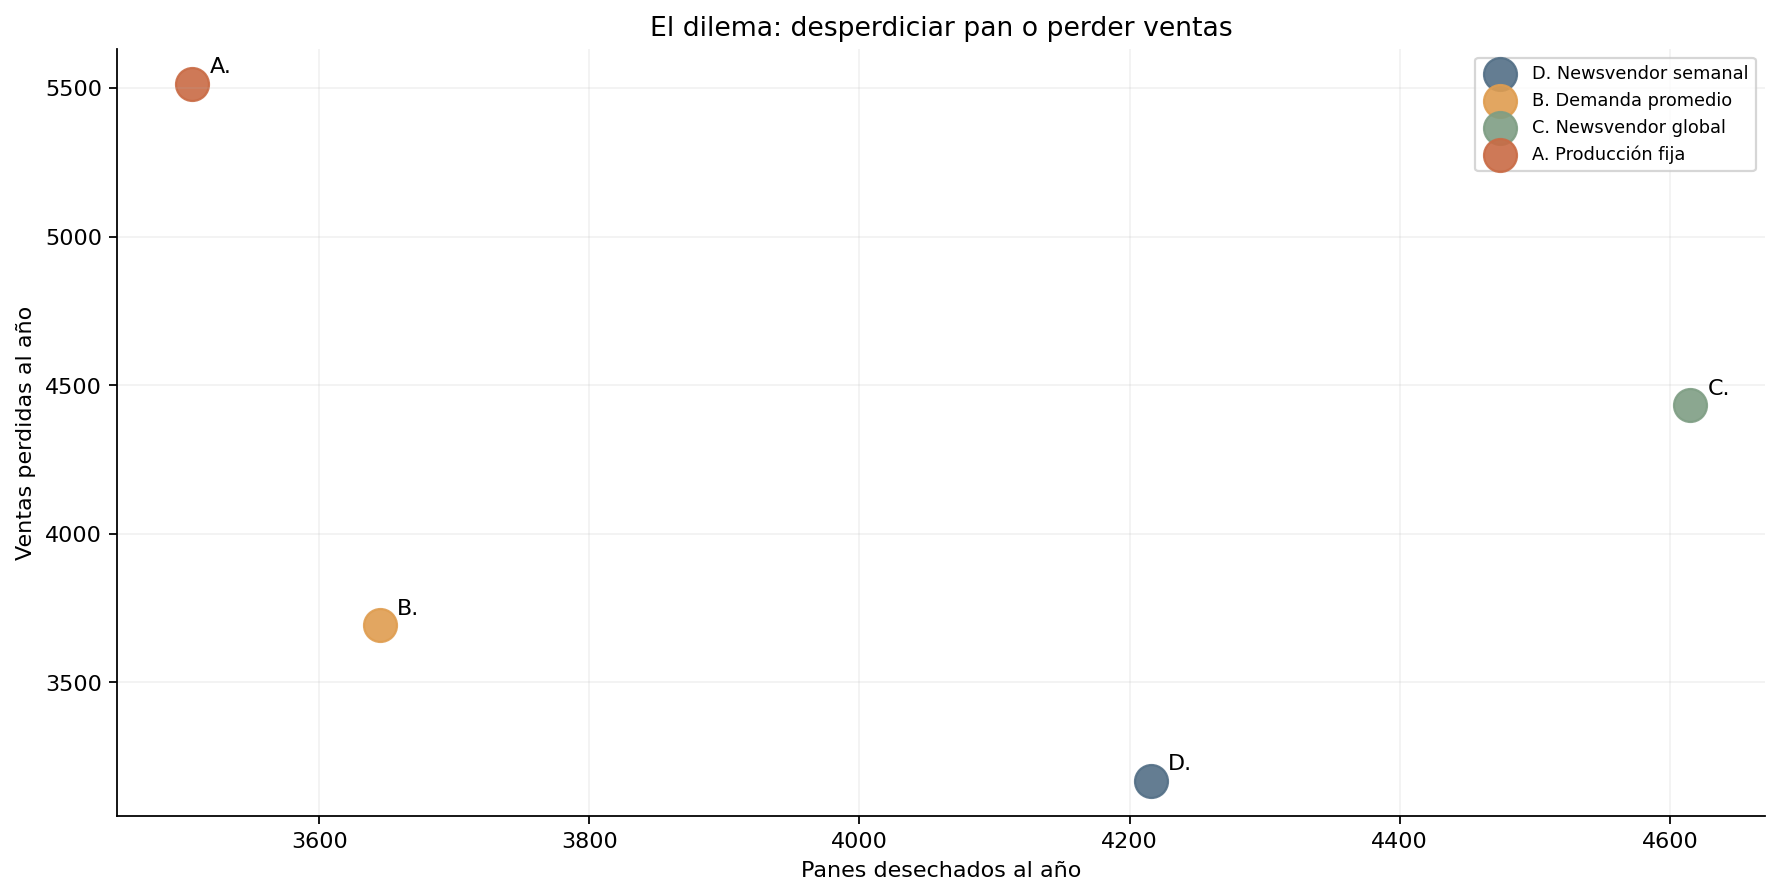 El dilema: desperdiciar pan o perder ventas
A.
D. Newsvendor semanal
B. Demanda promedio
C. Newsvendor global
A. Producción fija
5500
5000
4500
4000
3500
Ventas perdidas al año
C.
B.
D.
3600 3800 4000 4200 4400 4600
Panes desechados al año